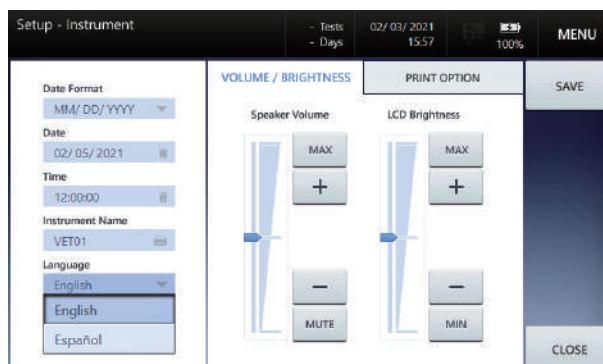 Setup - Instrument
- Tests
- Days
02/ 03/ 2021
15:57
100%
MENU
Date Format
MM/ DD/ YYYY
Date
02/ 05/ 2021
Time
12:00:00
Instrument Name
VET01
Language
English
English
Español
VOLUME / BRIGHTNESS
PRINT OPTION
Speaker Volume
LCD Brightness
MAX
MAX
+
+
−
−
MUTE
MIN
SAVE
CLOSE